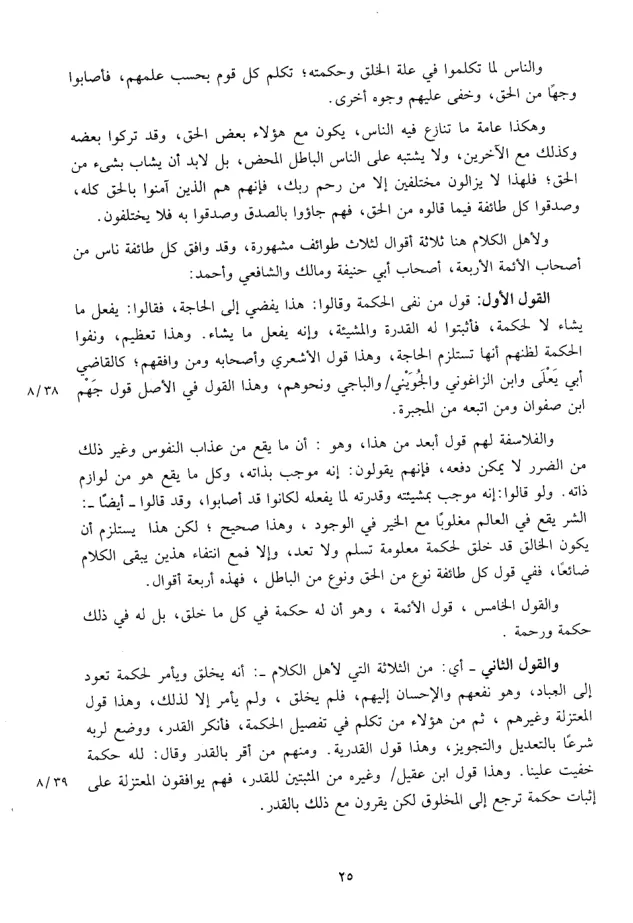 والناس لما تكلموا في علة الخلق وحكمته؛ تكلم كل قوم بحسب علمهم، فأصابوا
وجهًا من الحق، وخفى عليهم وجوه أخرى.
وهكذا عامة ما تنازع فيه الناس، يكون مع هؤلاء بعض الحق، وقد تركوا بعضه
وكذلك مع الآخرين، ولا يشتبه على الناس الباطل المحض، بل لابد أن يشاب بشىء من
الحق؛ فلهذا لا يزالون مختلفين إلا من رحم ربك، فإنهم هم الذين آمنوا بالحق كله،
وصدقوا كل طائفة فيما قالوه من الحق، فهم جاؤوا بالصدق وصدقوا به فلا يختلفون.
ولأهل الكلام هنا ثلاثة أقوال لثلاث طوائف مشهورة، وقد وافق كل طائفة ناس من
أصحاب الأئمة الأربعة، أصحاب أبي حنيفة ومالك والشافعي وأحمد:
القول الأول: قول من نفى الحكمة وقالوا: هذا يفضي إلى الحاجة، فقالوا: يفعل ما
يشاء لا لحكمة، فأثبتوا له القدرة والمشيئة، وإنه يفعل ما يشاء. وهذا تعظيم، ونفوا
الحكمة لظنهم أنها تستلزم الحاجة، وهذا قول الأشعري وأصحابه ومن وافقهم؛ كالقاضي
أبي يَعْلَى وابن الزاغوني والجُوَيْني/ والباجي ونحوهم، وهذا القول في الأصل قول جَهْم ٨/٣٨
ابن صفوان ومن اتبعه من المجبرة.
والفلاسفة لهم قول أبعد من هذا، وهو : أن ما يقع من عذاب النفوس وغير ذلك
من الضرر لا يمكن دفعه، فإنهم يقولون: إنه موجب بذاته، وكل ما يقع هو من لوازم
ذاته. ولو قالوا: إنه موجب بمشيئته وقدرته لما يفعله لكانوا قد أصابوا، وقد قالوا ـ أيضًا ـ:
الشر يقع في العالم مغلوبًا مع الخير في الوجود ، وهذا صحيح ؛ لكن هذا يستلزم أن
يكون الخالق قد خلق لحكمة معلومة تسلم ولا تعد، وإلا فمع انتفاء هذين يبقى الكلام
ضائعًا، ففي قول كل طائفة نوع من الحق ونوع من الباطل ، فهذه أربعة أقوال.
والقول الخامس ، قول الأئمة ، وهو أن له حكمة في كل ما خلق، بل له في ذلك
حكمة ورحمة .
والقول الثاني ـ أي: من الثلاثة التي لأهل الكلام ـ: أنه يخلق ويأمر لحكمة تعود
إلى العباد، وهو نفعهم والإحسان إليهم، فلم يخلق ، ولم يأمر إلا لذلك، وهذا قول
المعتزلة وغيرهم ، ثم من هؤلاء من تكلم في تفصيل الحكمة، فأنكر القدر، ووضع لربه
شرعًا بالتعديل والتجويز، وهذا قول القدرية. ومنهم من أقر بالقدر وقال: لله حكمة
خفيت علينا. وهذا قول ابن عقيل/ وغيره من المثبتين للقدر، فهم يوافقون المعتزلة على ٨/٣٩
إثبات حكمة ترجع إلى المخلوق لكن يقرون مع ذلك بالقدر.
٢٥